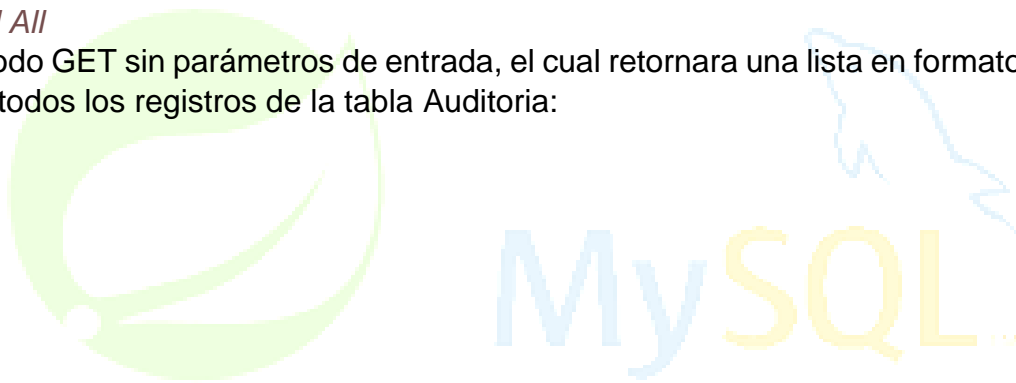 All
odo GET sin parámetros de entrada, el cual retornara una lista en formato
todos los registros de la tabla Auditoria:
MySQL